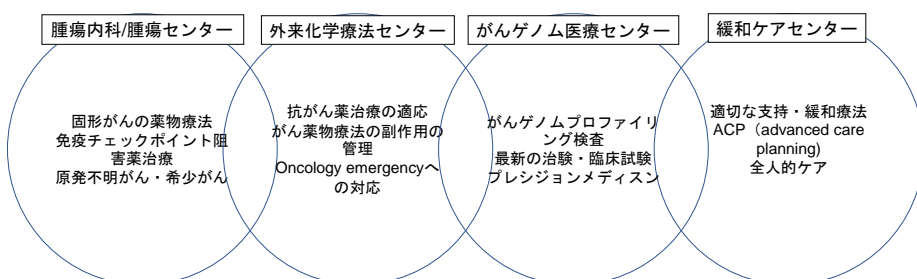 腫瘍内科/腫瘍センター
外来化学療法センター
がんゲノム医療センター
緩和ケアセンター
固形がんの薬物療法
免疫チェックポイント阻
害薬治療
原発不明がん・希少がん
抗がん薬治療の適応
がん薬物療法の副作用の
管理
Oncology emergencyへ
の対応
がんゲノムプロファイリ
ング検査
最新の治験・臨床試験
プレシジョンメディスン
適切な支持・緩和療法
ACP（advanced care
planning)
全人的ケア